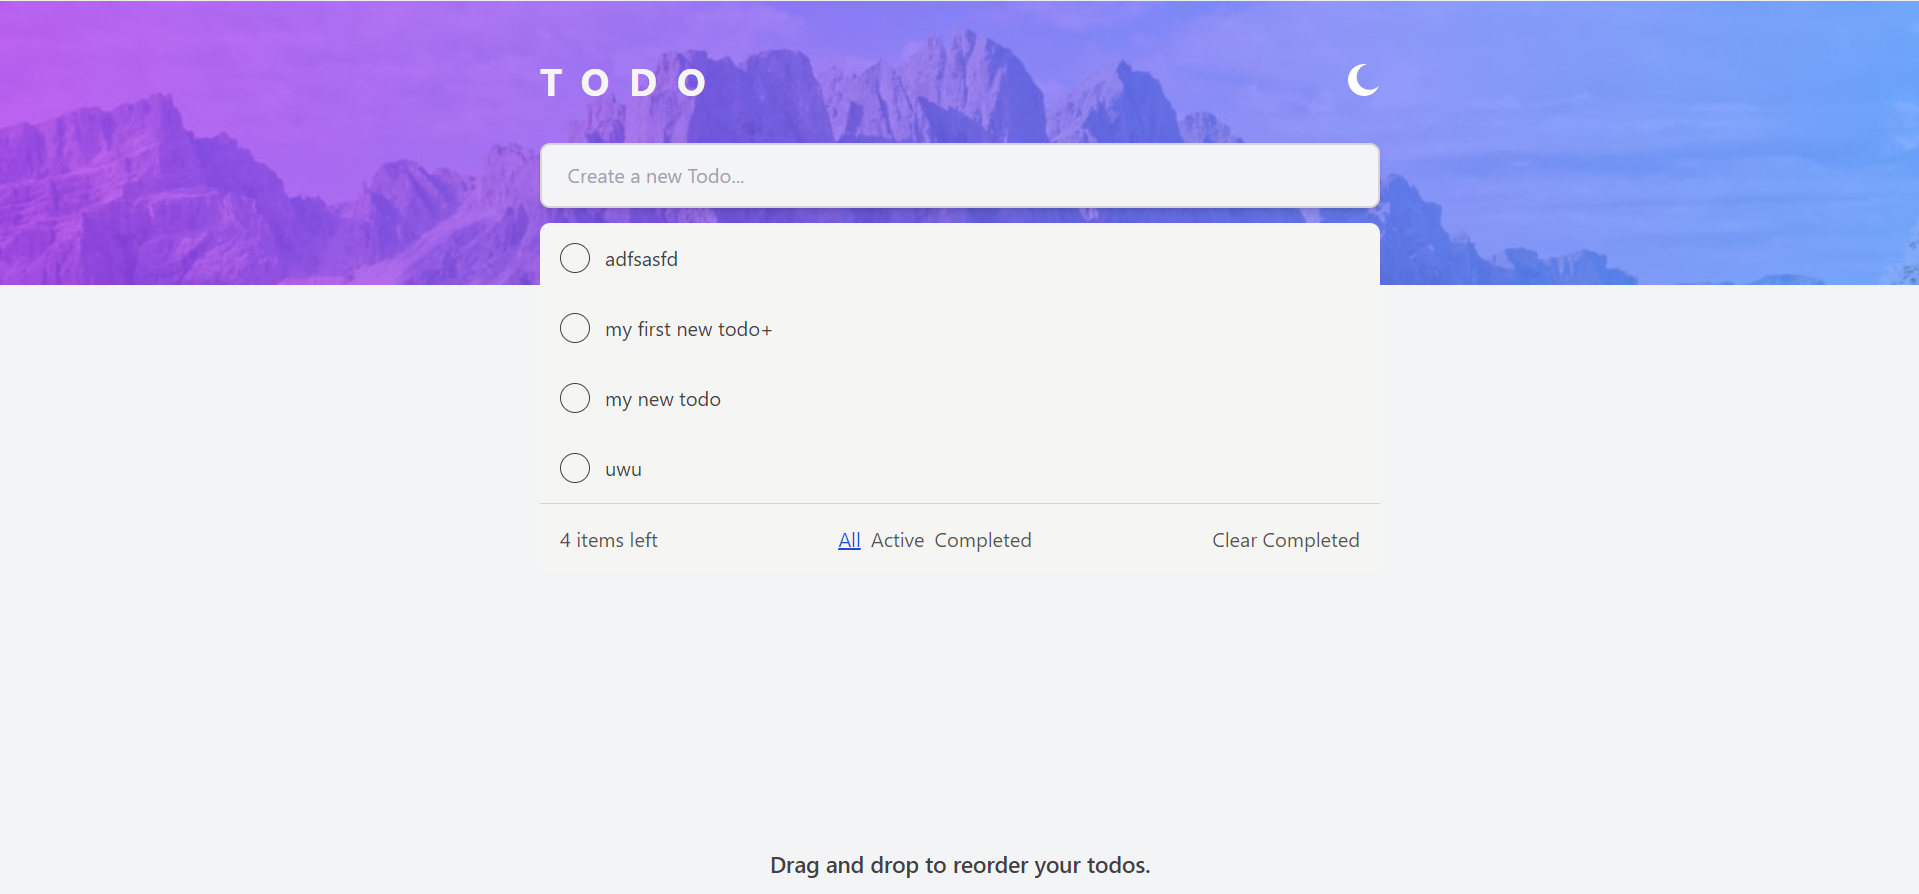 TODO
Create a new Todo...
adfsasfd
my first new todo+
my new todo
uwu
4 items left All Active Completed Clear Completed
Drag and drop to reorder your todos.